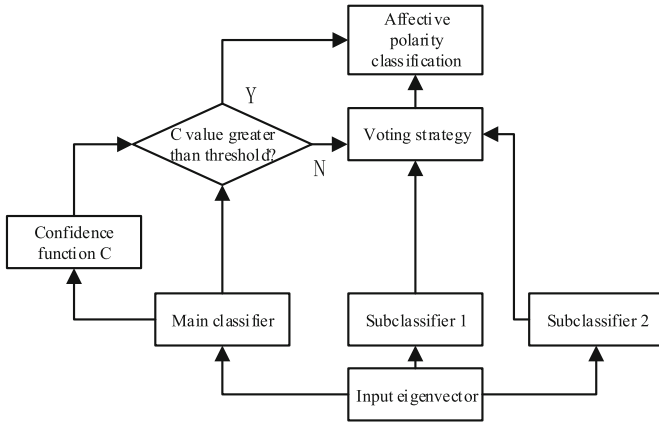 Affective
polarity
classification
Y
C value greater
than threshold?
N
Voting strategy
Confidence
function C
Main classifier
Subclassifier 1
Subclassifier 2
Input eigenvector